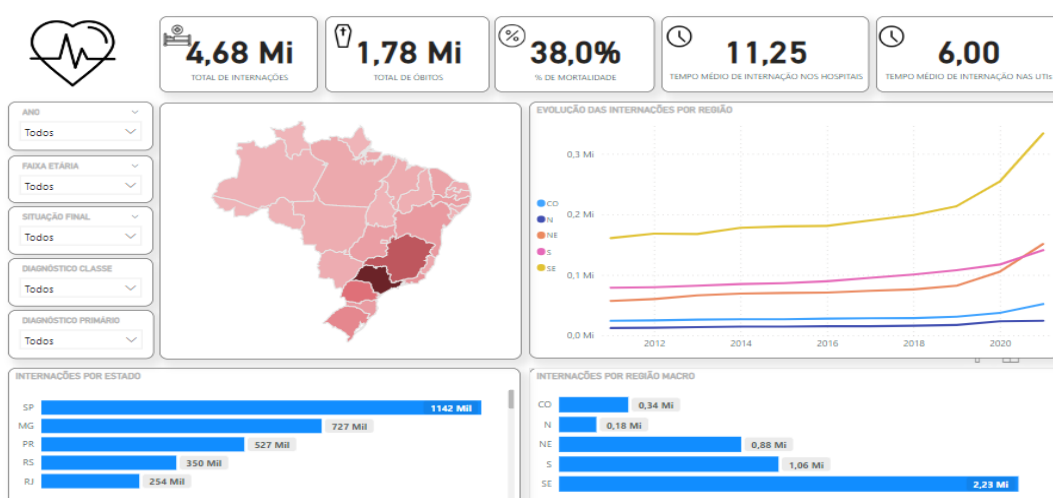 4,68 Mi
TOTAL DE INTERNAÇÕES
1,78 Mi
TOTAL DE ÓBITOS
%
38,0%
% DE MORTALIDADE
11,25
TEMPO MÉDIO DE INTERNAÇÃO NOS HOSPITAIS
6,00
TEMPO MÉDIO DE INTERNAÇÃO NAS UTIs
ANO
Todos
FAIXA ETÁRIA
Todos
SITUAÇÃO FINAL
Todos
DIAGNÓSTICO CLASSE
Todos
DIAGNÓSTICO PRIMÁRIO
Todos
EVOLUÇÃO DAS INTERNAÇÕES POR REGIÃO
CO
N
NE
S
SE
0,3 Mi
0,2 Mi
0,1 Mi
0,0 Mi
2012 2014 2016 2018 2020
INTERNAÇÕES POR ESTADO
SP 1142 Mil
MG 727 Mil
PR 527 Mil
RS 350 Mil
RJ 254 Mil
INTERNAÇÕES POR REGIÃO MACRO
CO 0,34 Mi
N 0,18 Mi
NE 0,88 Mi
S 1,06 Mi
SE 2,23 Mi